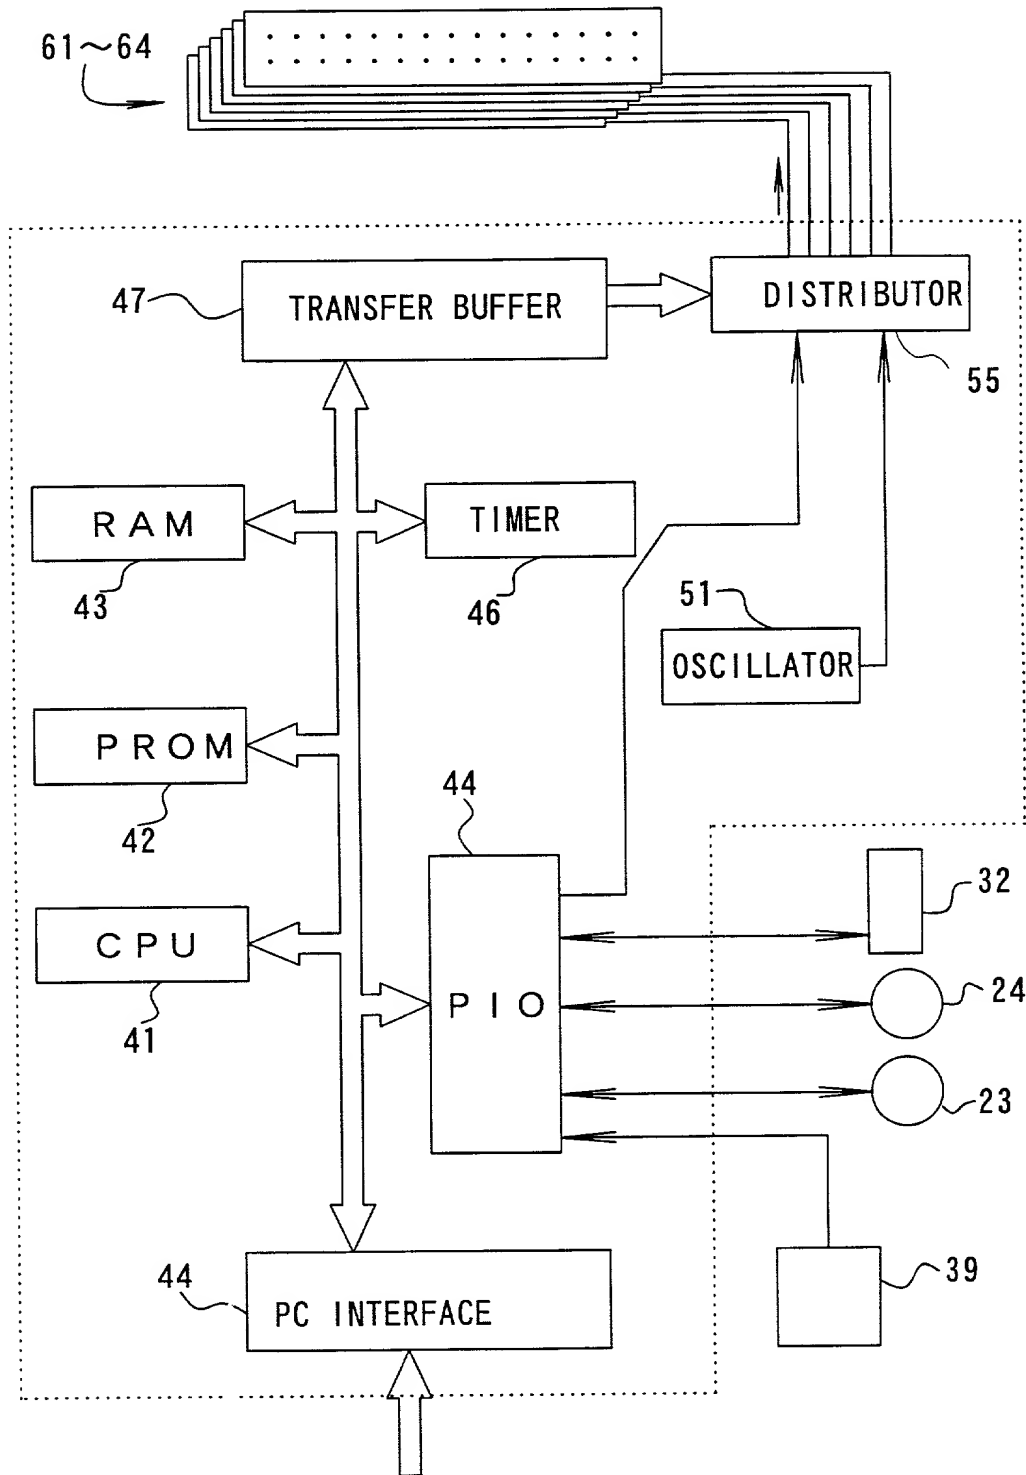 61～64
47
TRANSFER BUFFER
DISTRIBUTOR
55
RAM
43
TIMER
46
51
OSCILLATOR
PROM
42
44
32
CPU
41
PIO
24
23
44
PC INTERFACE
39